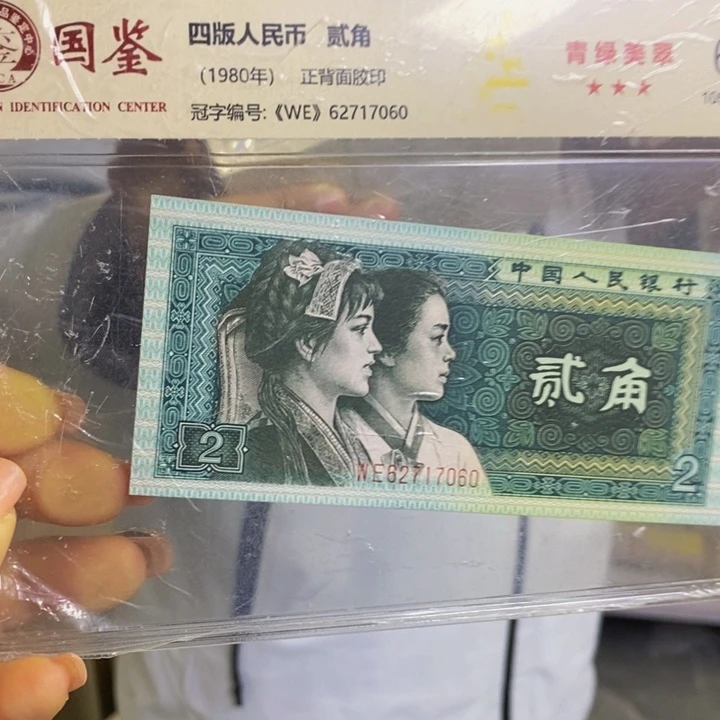 国鉴
N IDENTIFICATION CENTER
四版人民币 贰角
(1980年) 正背面胶印
冠字编号:《WE》62717060
青绿美翠
★★★
中国人民银行
贰角
2
WE62717060
2